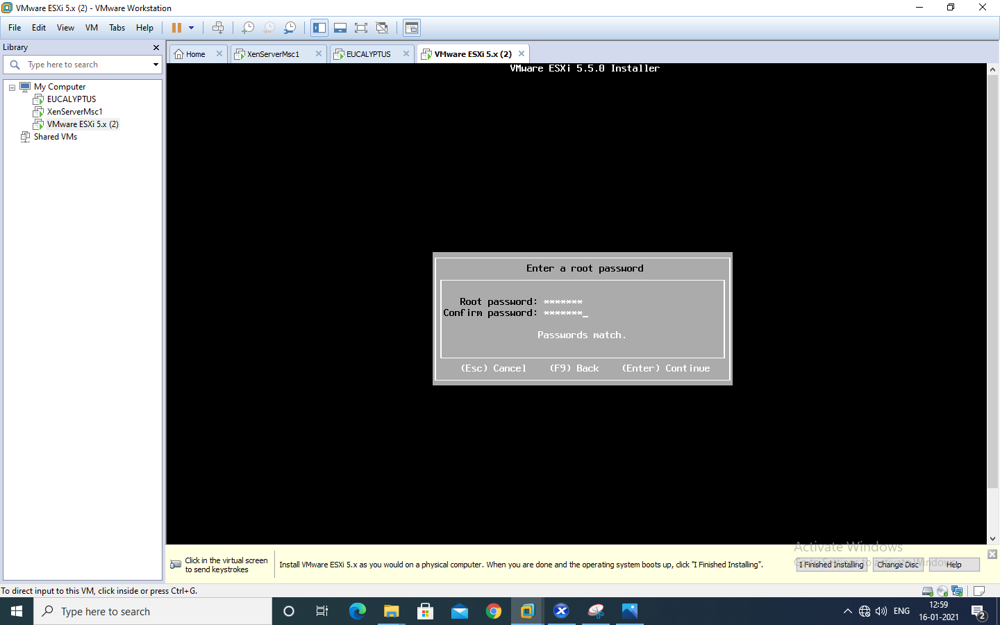 VMware ESXi 5.x (2) - VMware Workstation
File Edit View VM Tabs Help
Library
Type here to search
My Computer
EUCALYPTUS
XenServerMsc1
VMware ESXi 5.x (2)
Shared VMs
Home XenServerMsc1 EUCALYPTUS VMware ESXi 5.x (2)
VMware ESXi 5.5.0 Installer
Enter a root password
Root password: *******
Confirm password: *******_
Passwords match.
(Esc) Cancel (F9) Back (Enter) Continue
Activate Windows
Go to Settings to activate Windows.
Click in the virtual screen
to send keystrokes
Install VMware ESXi 5.x as you would on a physical computer. When you are done and the operating system boots up, click "I Finished Installing".
I Finished Installing Change Disc Help
To direct input to this VM, click inside or press Ctrl+G.
Type here to search
ENG
12:59
16-01-2021
2